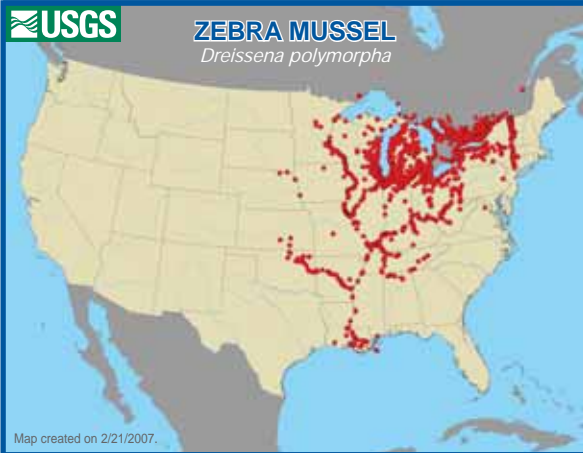 USGS
ZEBRA MUSSEL
Dreissena polymorpha
Map created on 2/21/2007.